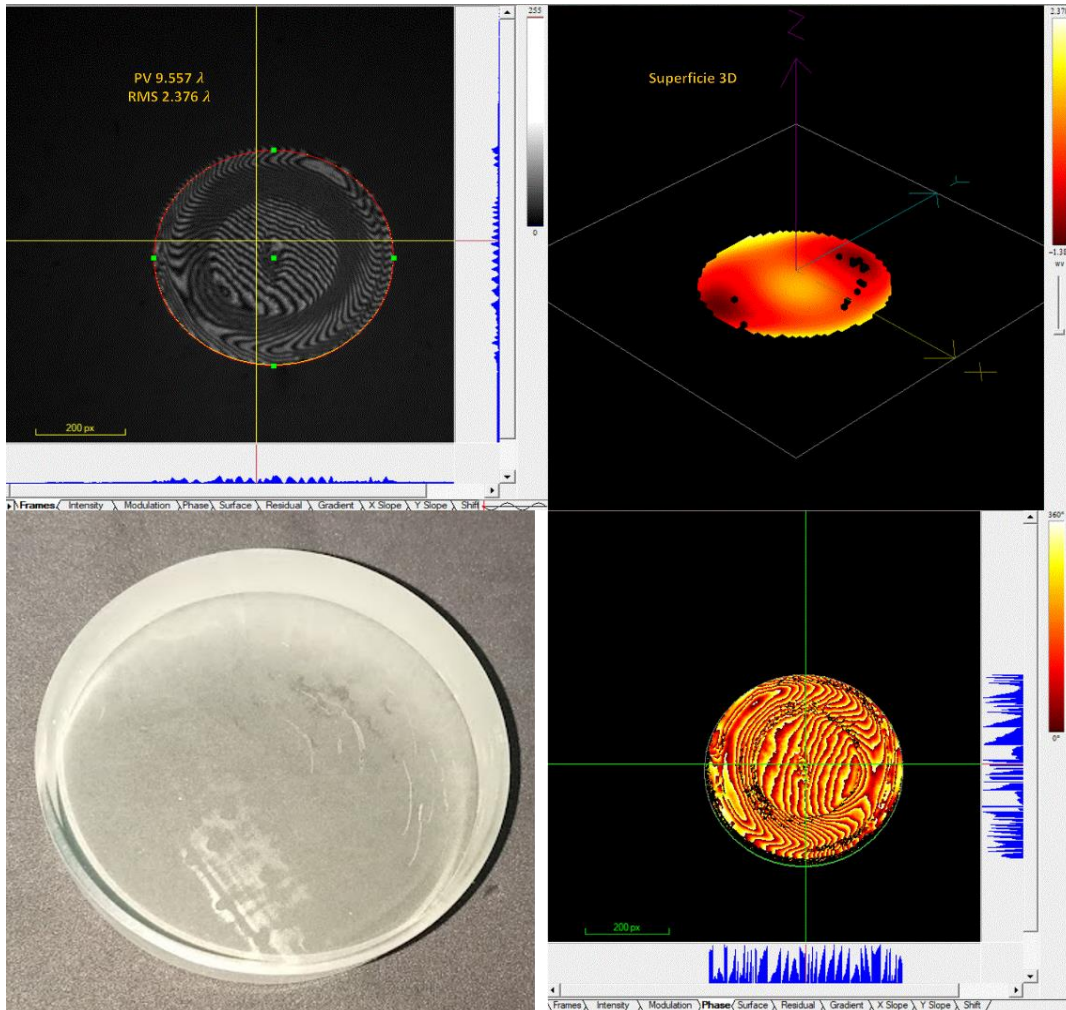 255
PV 9.557 λ
RMS 2.376 λ
0
200 px
Frames Intensity Modulation Phase Surface Residual Gradient X Slope Y Slope Shift
Superficie 3D
Z
Y
X
wv
360°
0°
200 px
Frames Intensity Modulation Phase Surface Residual Gradient X Slope Y Slope Shift